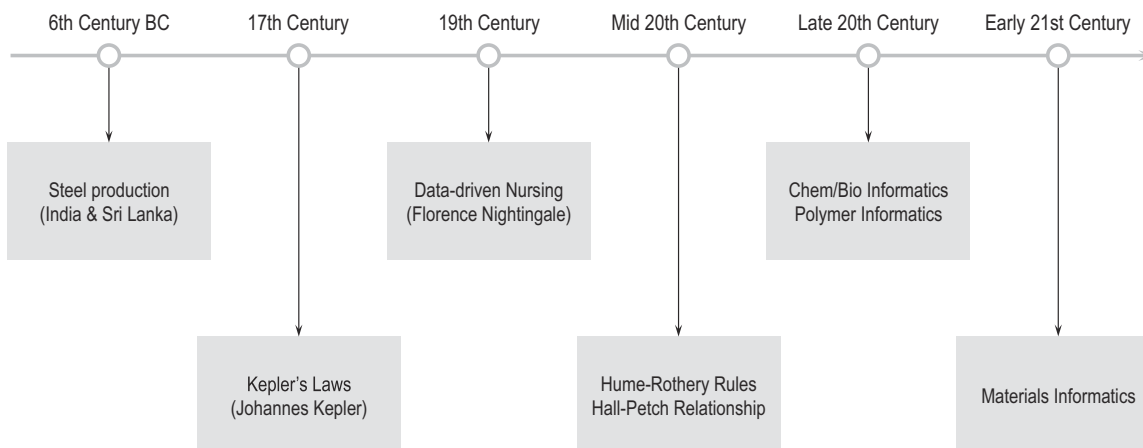 6th Century BC
17th Century
19th Century
Mid 20th Century
Late 20th Century
Early 21st Century
Steel production
(India & Sri Lanka)
Data-driven Nursing
(Florence Nightingale)
Chem/Bio Informatics
Polymer Informatics
Kepler’s Laws
(Johannes Kepler)
Hume-Rothery Rules
Hall-Petch Relationship
Materials Informatics